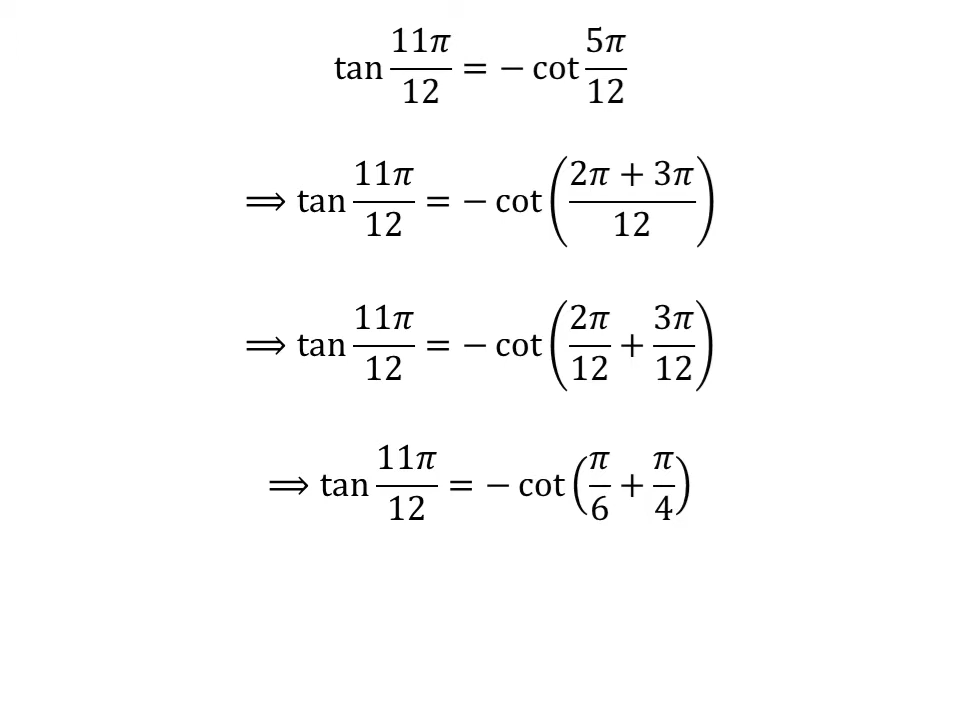 tan 11π/12 = − cot 5π/12
⟹ tan 11π/12 = − cot ((2π + 3π)/12)
⟹ tan 11π/12 = − cot (2π/12 + 3π/12)
⟹ tan 11π/12 = − cot (π/6 + π/4)